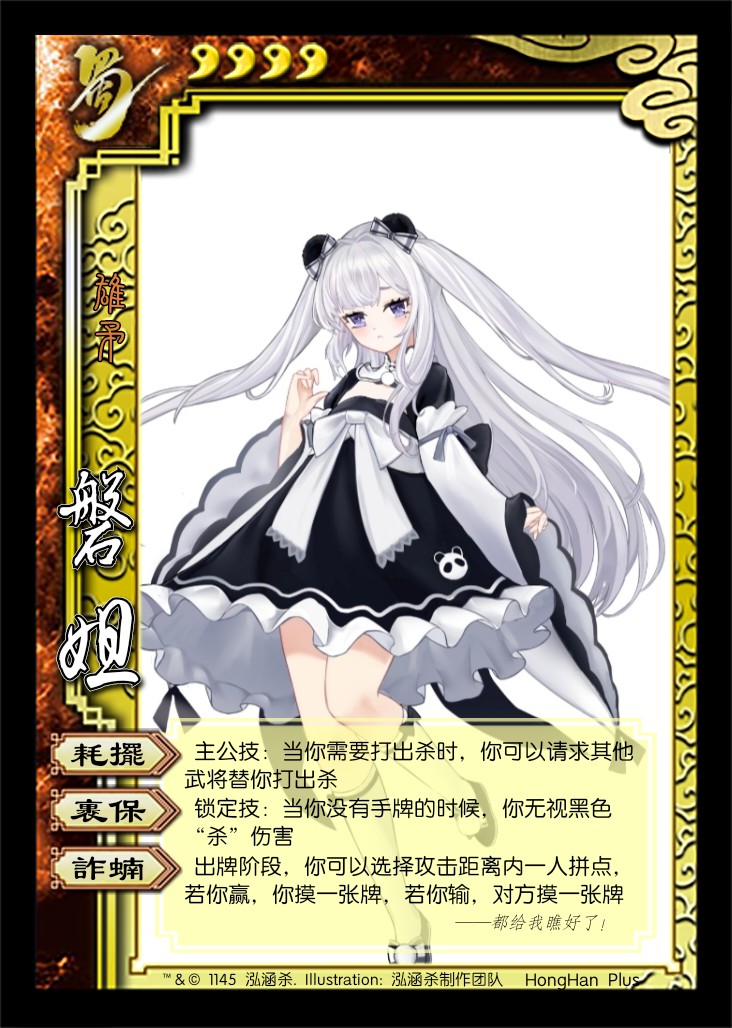 蜀
雄矛
磐妲
耗擺
主公技：当你需要打出杀时，你可以请求其他
武将替你打出杀
裹保
锁定技：当你没有手牌的时候，你无视黑色
“杀”伤害
詐蝻
出牌阶段，你可以选择攻击距离内一人拼点，
若你赢，你摸一张牌，若你输，对方摸一张牌
——都给我瞧好了!
™&© 1145 泓涵杀. Illustration: 泓涵杀制作团队 HongHan Plus